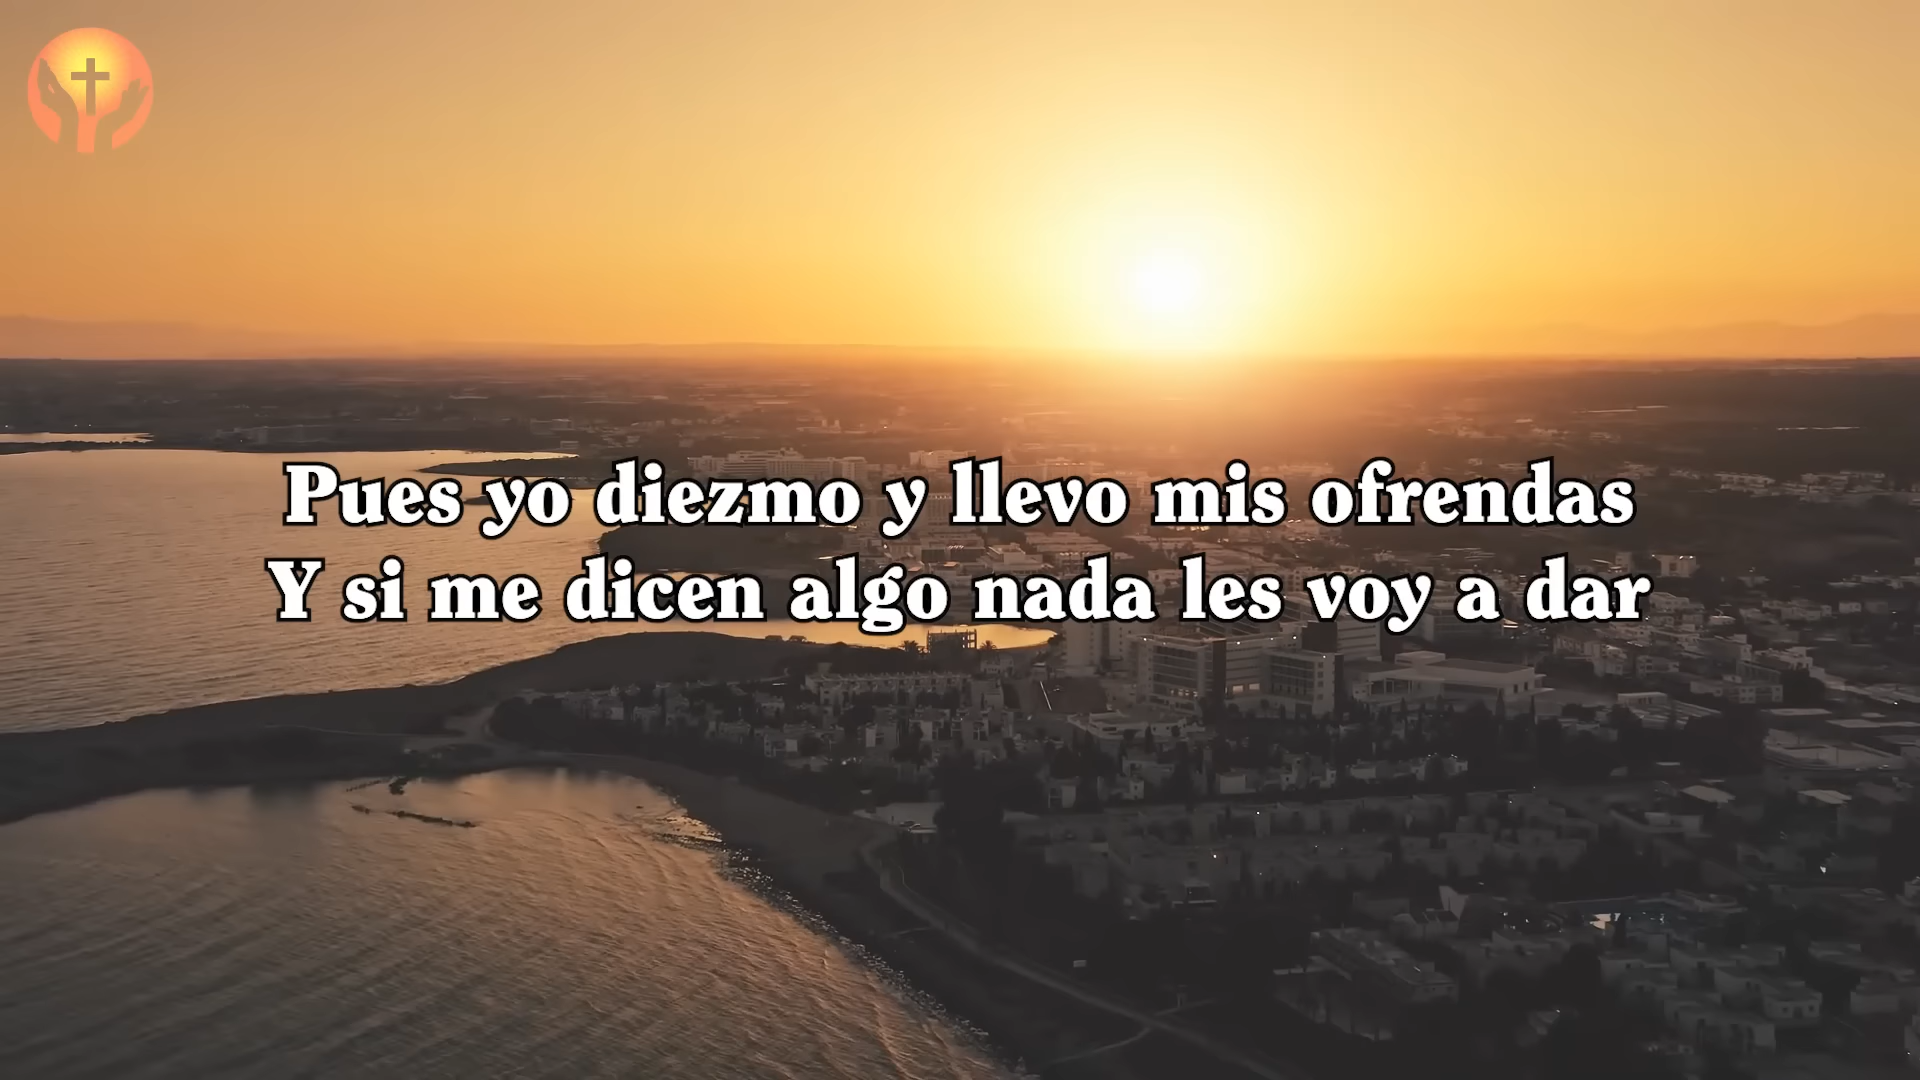 Pues yo diezmo y llevo mis ofrendas
Y si me dicen algo nada les voy a dar